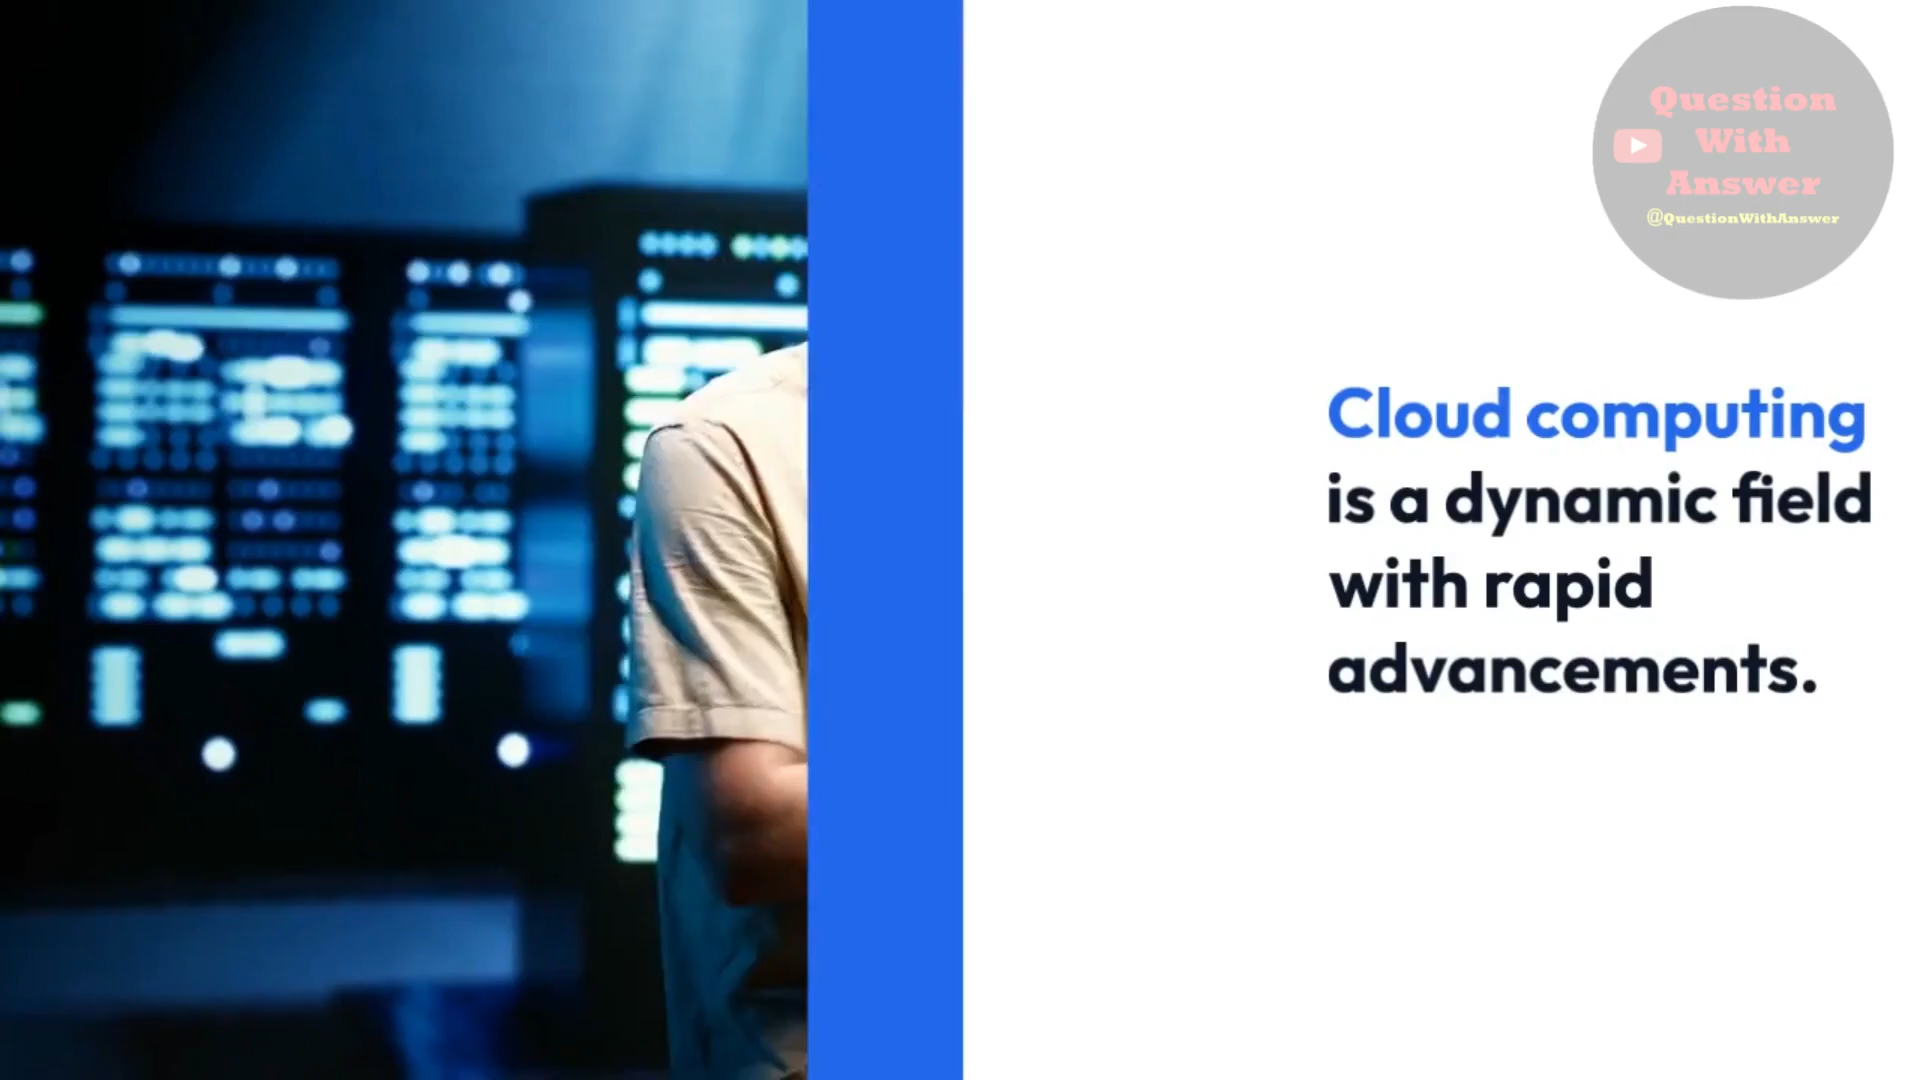 Question
With
Answer
@QuestionWithAnswer
Cloud computing
is a dynamic field
with rapid
advancements.